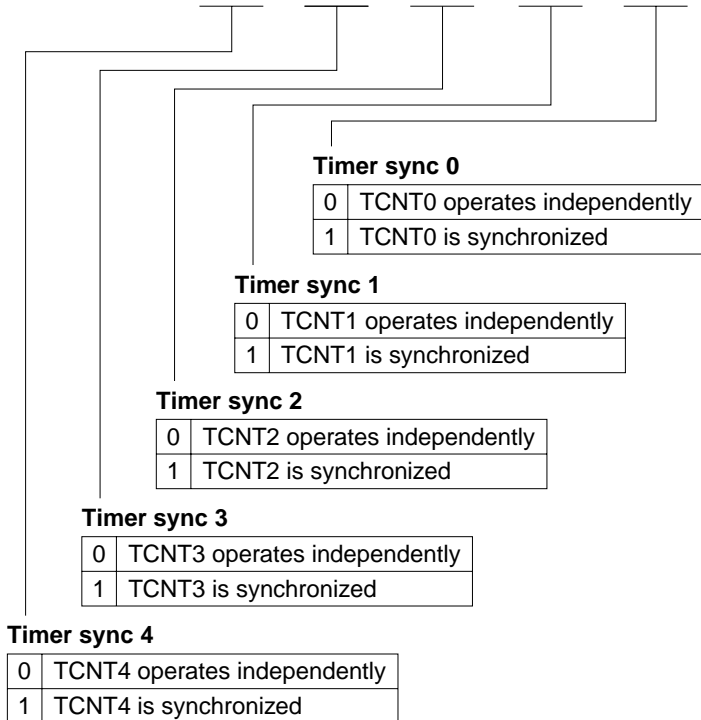 Timer sync 0
0 TCNT0 operates independently
1 TCNT0 is synchronized
Timer sync 1
0 TCNT1 operates independently
1 TCNT1 is synchronized
Timer sync 2
0 TCNT2 operates independently
1 TCNT2 is synchronized
Timer sync 3
0 TCNT3 operates independently
1 TCNT3 is synchronized
Timer sync 4
0 TCNT4 operates independently
1 TCNT4 is synchronized